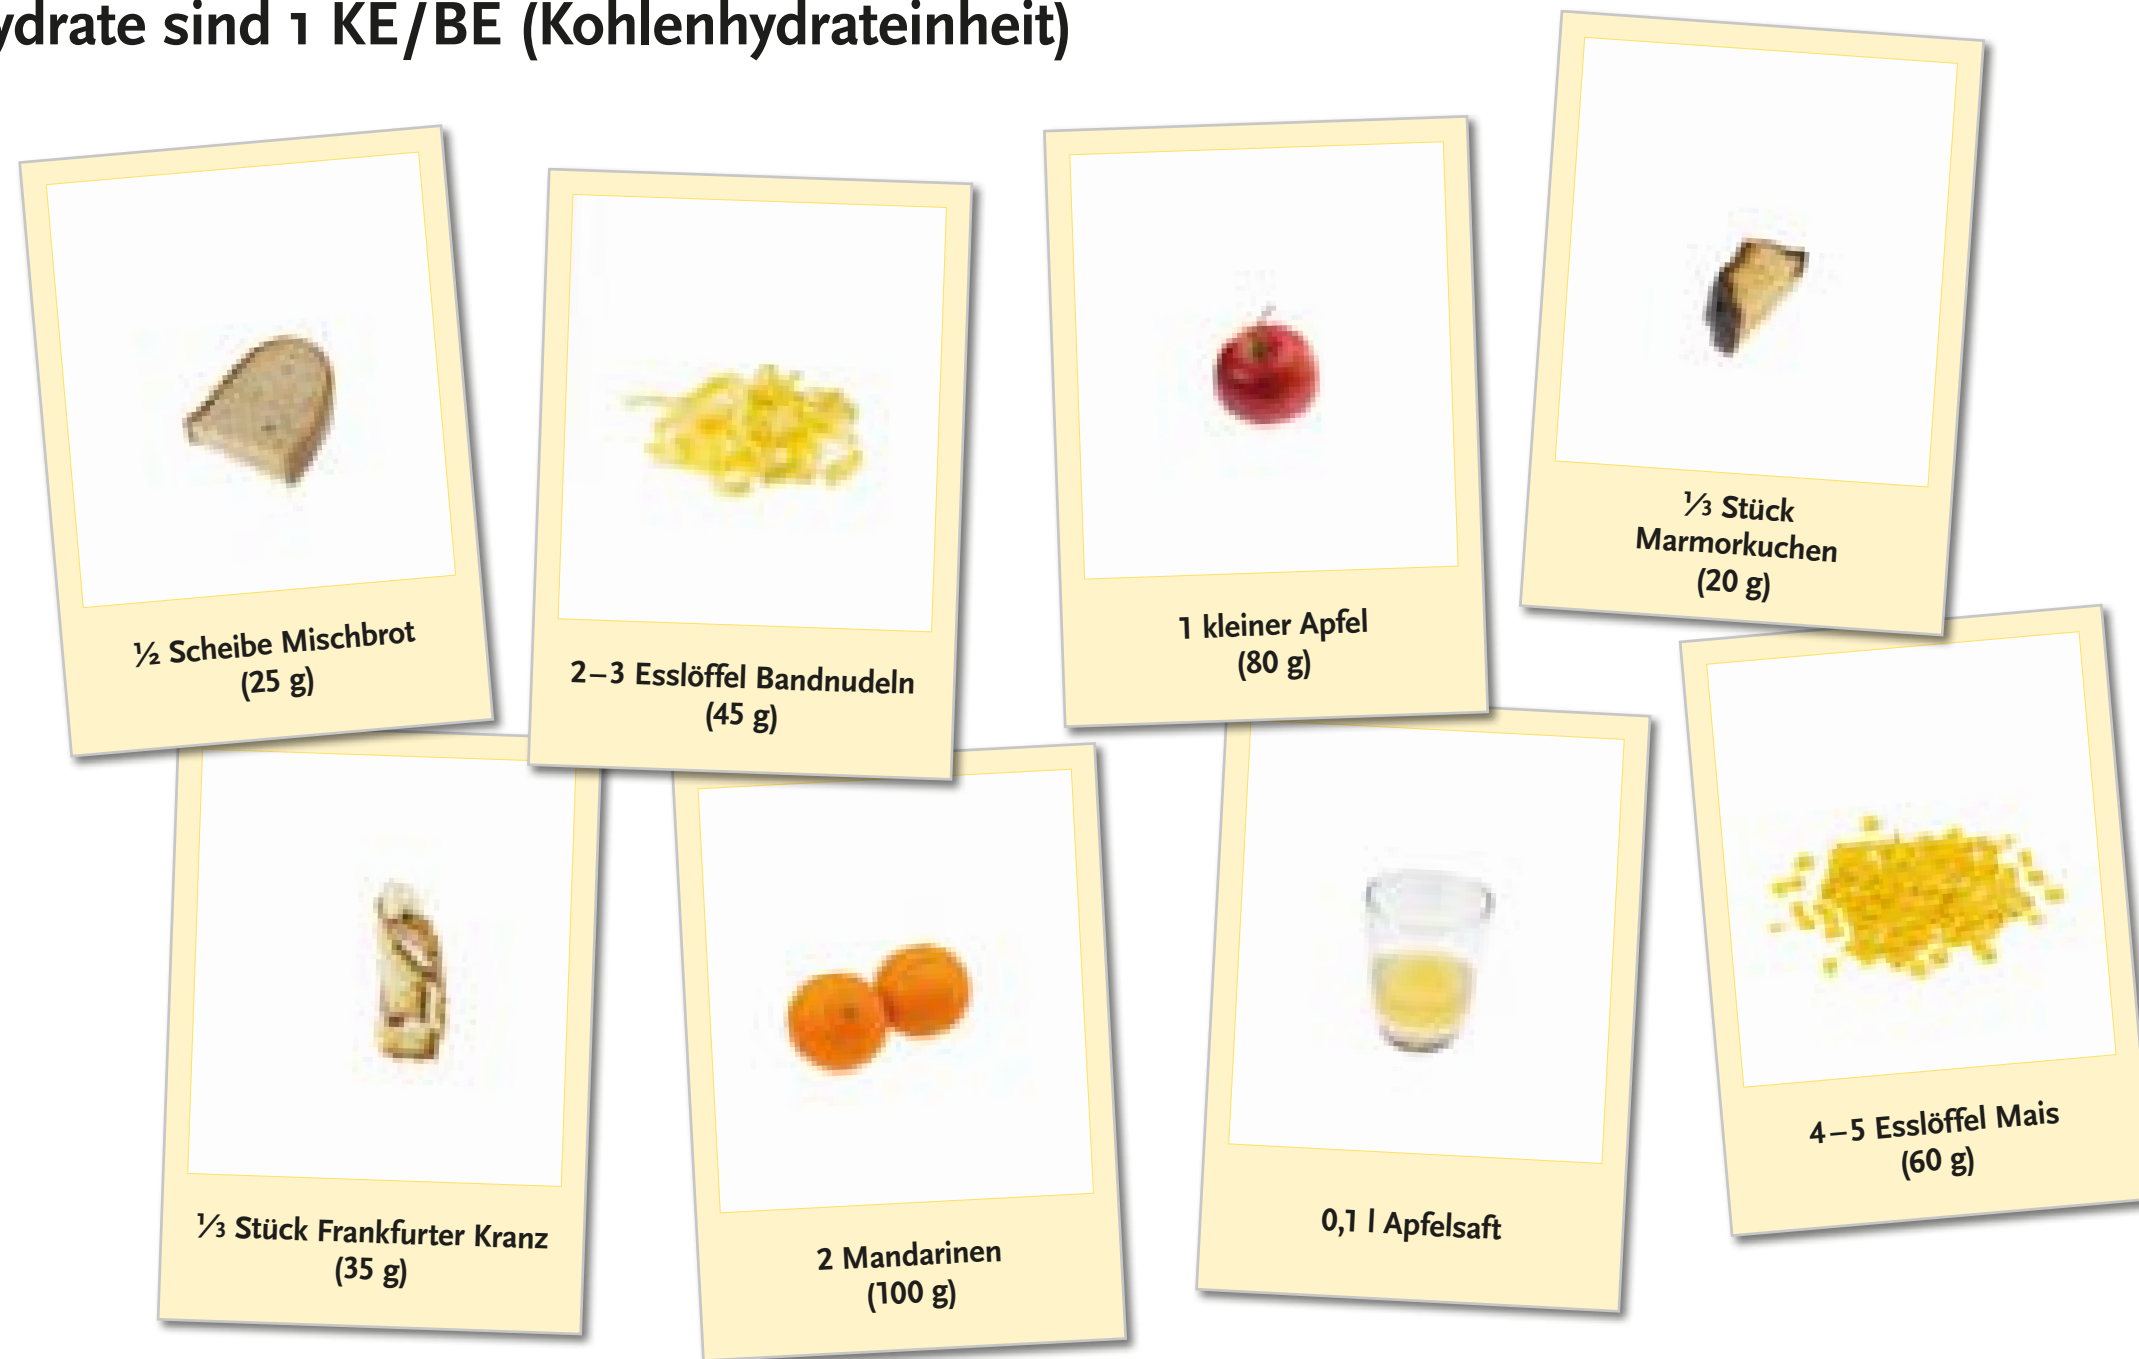 ydrate sind 1 KE/BE (Kohlenhydrateinheit)
½ Scheibe Mischbrot
(25 g)
2–3 Esslöffel Bandnudeln
(45 g)
1 kleiner Apfel
(80 g)
⅓ Stück
Marmorkuchen
(20 g)
⅓ Stück Frankfurter Kranz
(35 g)
2 Mandarinen
(100 g)
0,1 l Apfelsaft
4–5 Esslöffel Mais
(60 g)